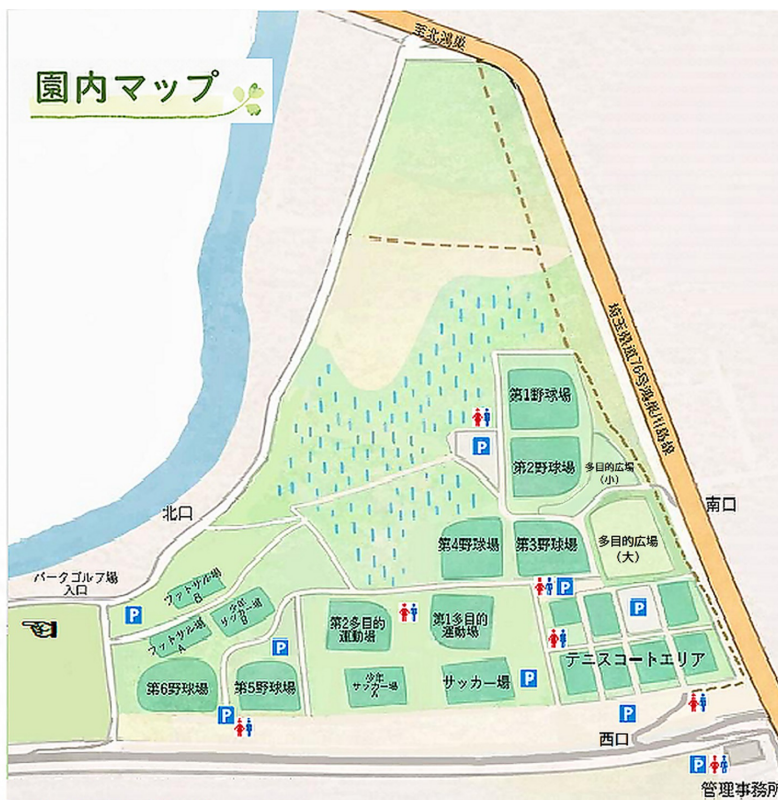 園内マップ
至北鴻巣
埼玉県道76号鴻巣川島線
第1野球場
P
第2野球場
多目的広場
(小)
北口
南口
第4野球場
第3野球場
多目的広場
(大)
パークゴルフ場
入口
フットサル場
B
P
P
P
少年
サッカー場
B
第2多目的
運動場
第1多目的
運動場
フットサル場
A
P
テニスコートエリア
第6野球場
第5野球場
少年
サッカー場
A
サッカー場
P
P
P
西口
P
管理事務所